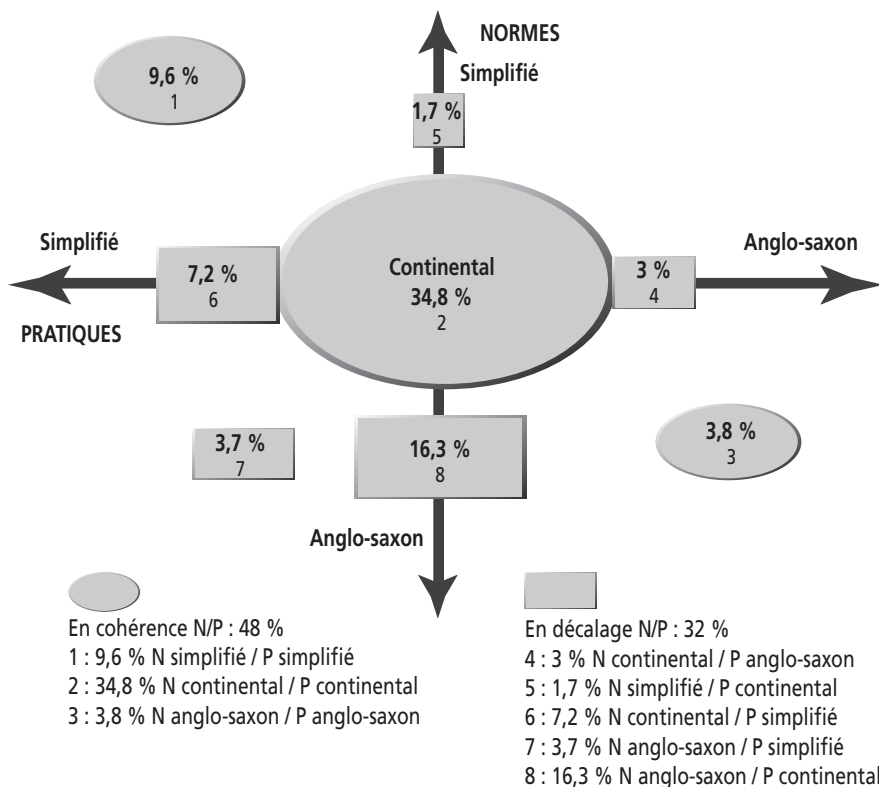 NORMES
Simplifié
9,6 %
1
1,7 %
5
Simplifié
Anglo-saxon
7,2 %
6
Continental
34,8 %
2
3 %
4
PRATIQUES
3,7 %
7
16,3 %
8
3,8 %
3
Anglo-saxon
En cohérence N/P : 48 %
1 : 9,6 % N simplifié / P simplifié
2 : 34,8 % N continental / P continental
3 : 3,8 % N anglo-saxon / P anglo-saxon
En décalage N/P : 32 %
4 : 3 % N continental / P anglo-saxon
5 : 1,7 % N simplifié / P continental
6 : 7,2 % N continental / P simplifié
7 : 3,7 % N anglo-saxon / P simplifié
8 : 16,3 % N anglo-saxon / P continental